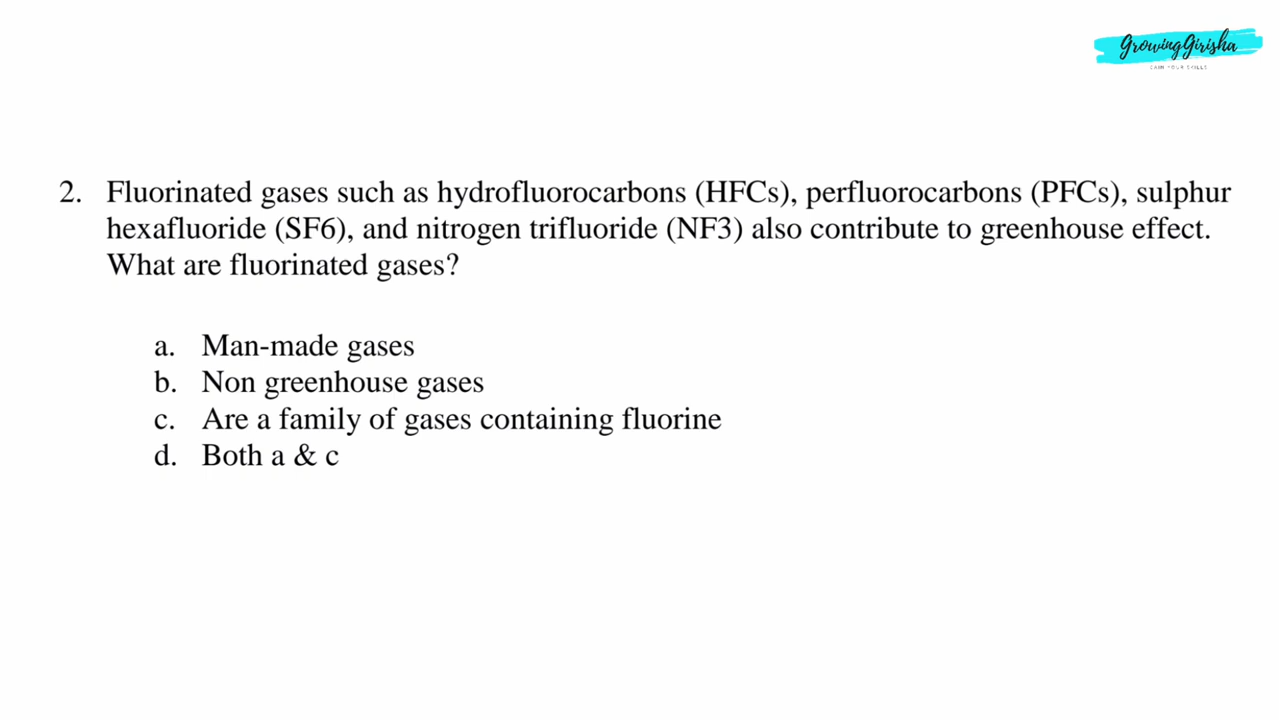 GrowingGirisha
2. Fluorinated gases such as hydrofluorocarbons (HFCs), perfluorocarbons (PFCs), sulphur
hexafluoride (SF6), and nitrogen trifluoride (NF3) also contribute to greenhouse effect.
What are fluorinated gases?
a. Man-made gases
b. Non greenhouse gases
c. Are a family of gases containing fluorine
d. Both a & c